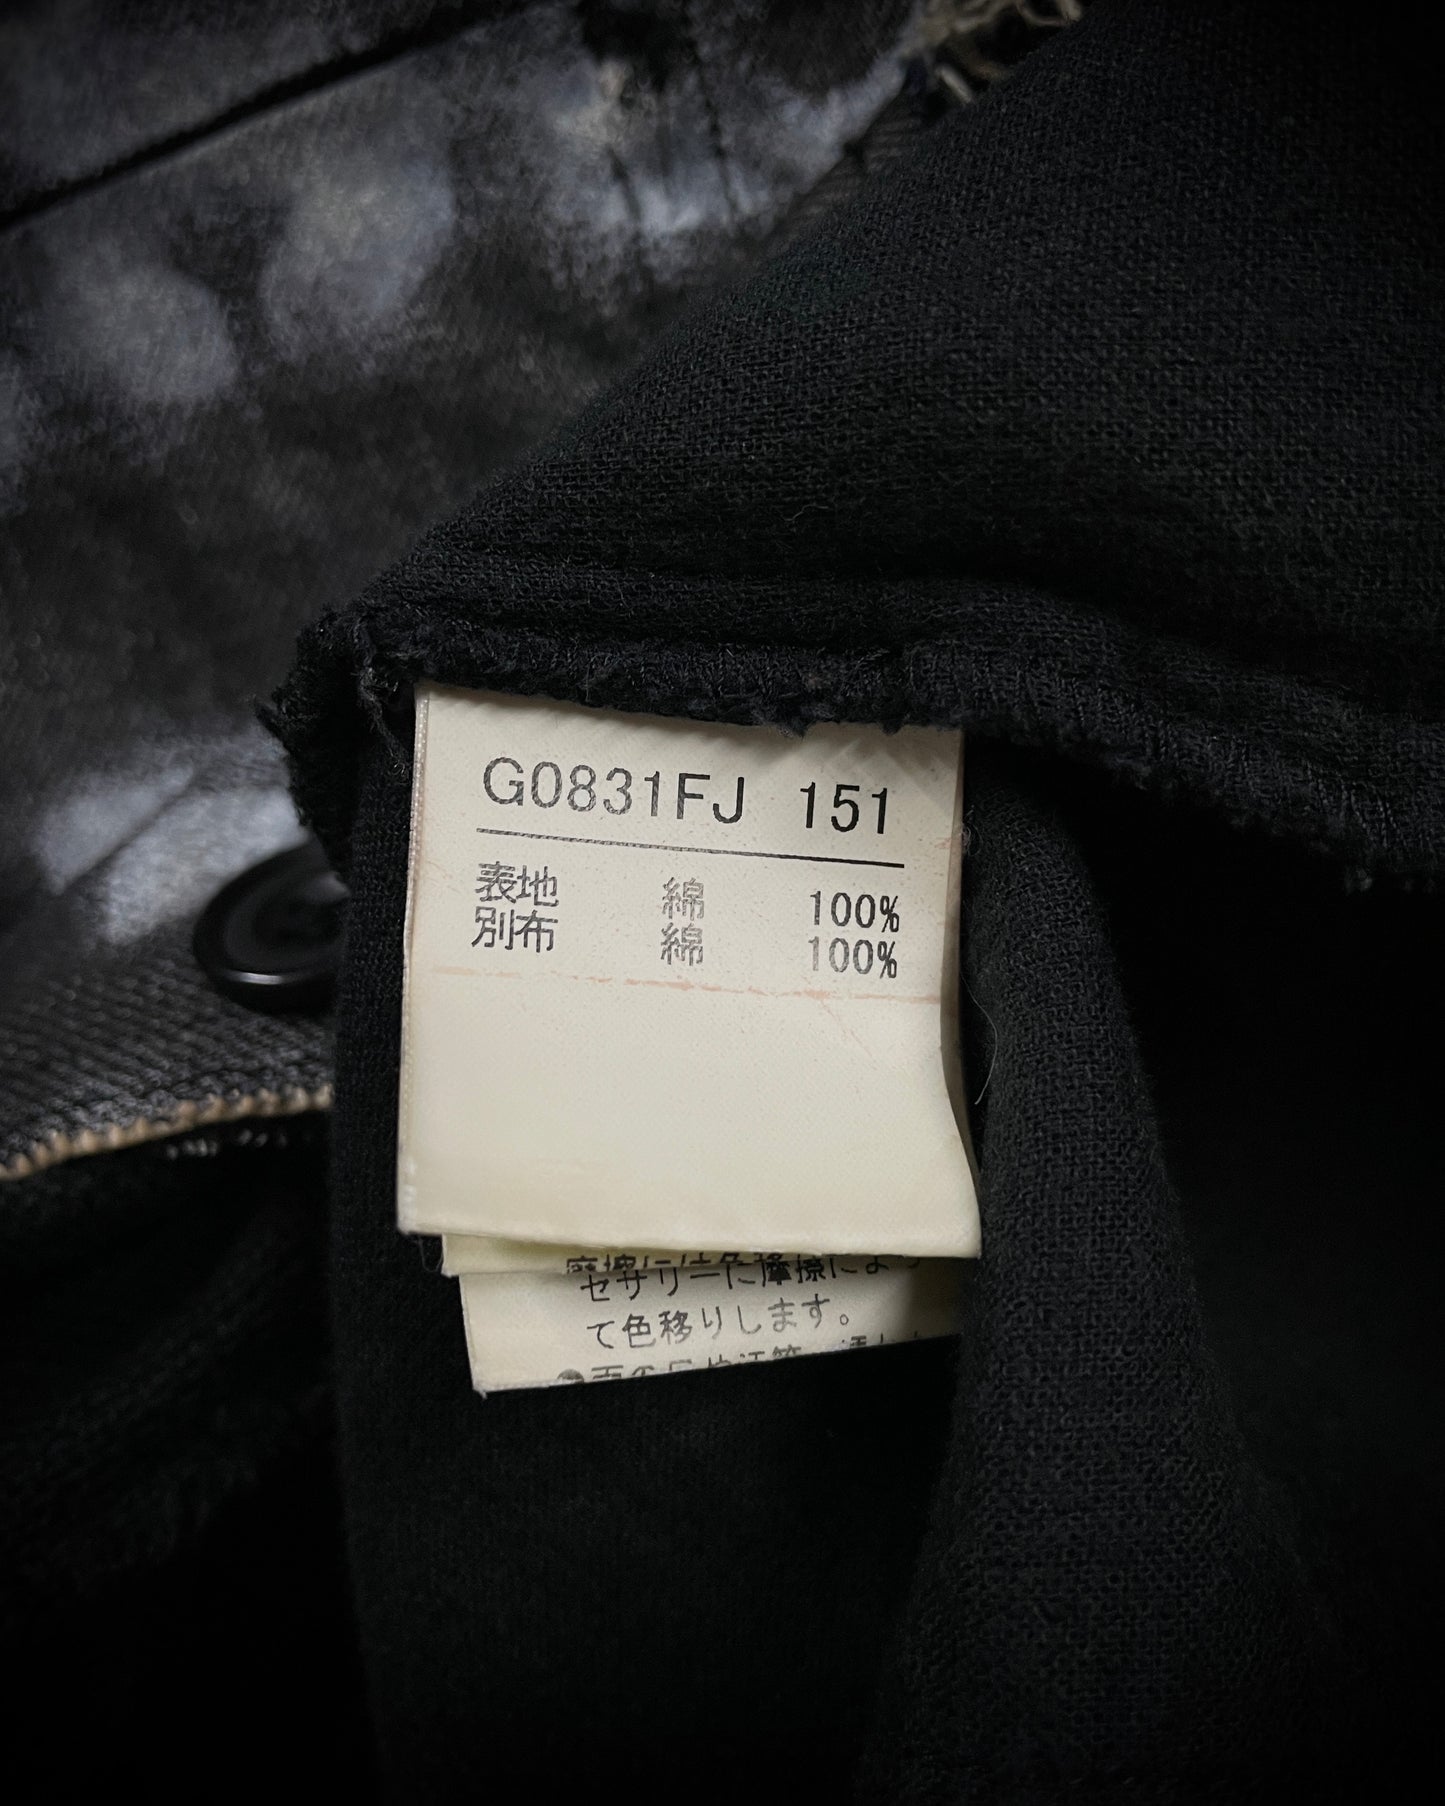 G0831FJ 151
表地 綿 100%
別布 綿 100%
セサリーに摩擦によ
て色移りします。